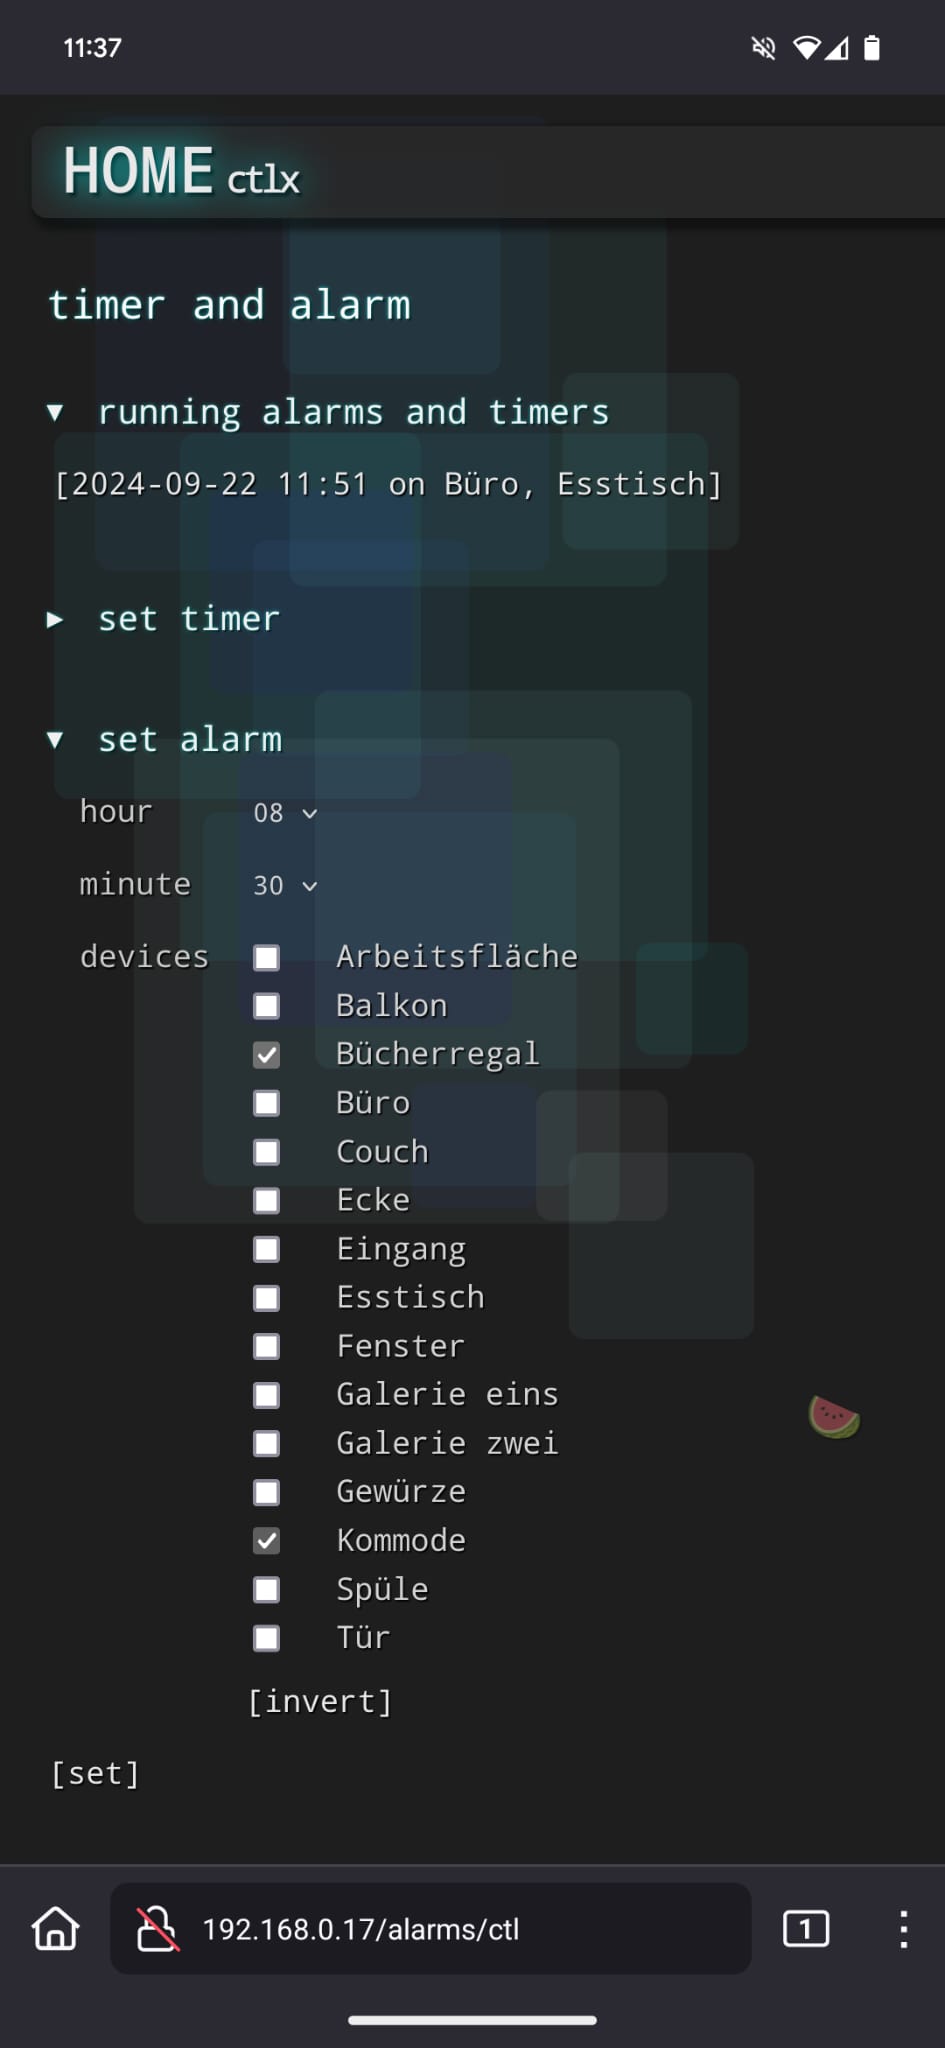 11:37
HOME ctlx
timer and alarm
▼ running alarms and timers
[2024-09-22 11:51 on Büro, Esstisch]
▶ set timer
▼ set alarm
hour 08
minute 30
devices Arbeitsfläche
Balkon
Bücherregal
Büro
Couch
Ecke
Eingang
Esstisch
Fenster
Galerie eins
Galerie zwei
Gewürze
Kommode
Spüle
Tür
[invert]
[set]
192.168.0.17/alarms/ctl 1